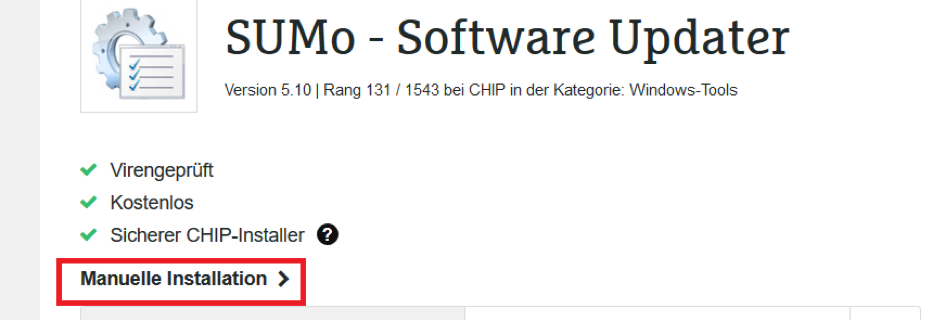 SUMo - Software Updater
Version 5.10 | Rang 131 / 1543 bei CHIP in der Kategorie: Windows-Tools
Virengeprüft
Kostenlos
Sicherer CHIP-Installer ?
Manuelle Installation